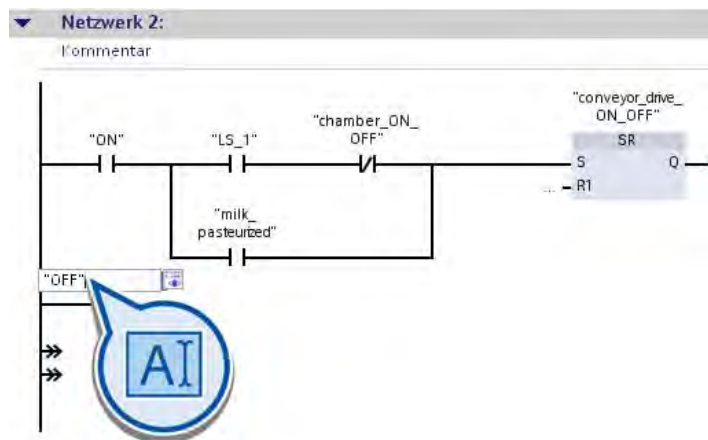 Netzwerk 2:
Kommentar
"conveyor_drive_
ON_OFF"
"chamber_ON_
OFF"
"ON"
"LS_1"
SR
S
Q
... R1
"milk_
pasteurized"
"OFF"
A